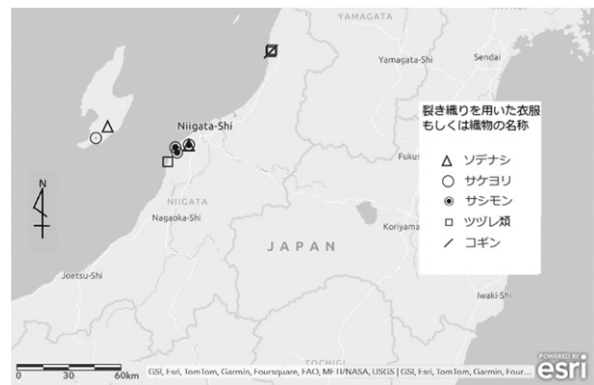 YAMAGATA
Yamagata-Shi
Sendai
Niigata-Shi
裂き織りを用いた衣服
もしくは織物の名称
ソデナシ
サケヨリ
サシモン
ツヅレ類
コギン
Fukus
NIIGATA
Nagaoka-Shi
N
JAPAN
Koriyama
Joetsu-Shi
Iwaki-Shi
TOCHIGI
0 30 60km
GSI, Esri, TomTom, Garmin, Foursquare, FAO, METI/NASA, USGS | GSI, Esri, TomTom, Garmin, Four...
POWERED BY
esri